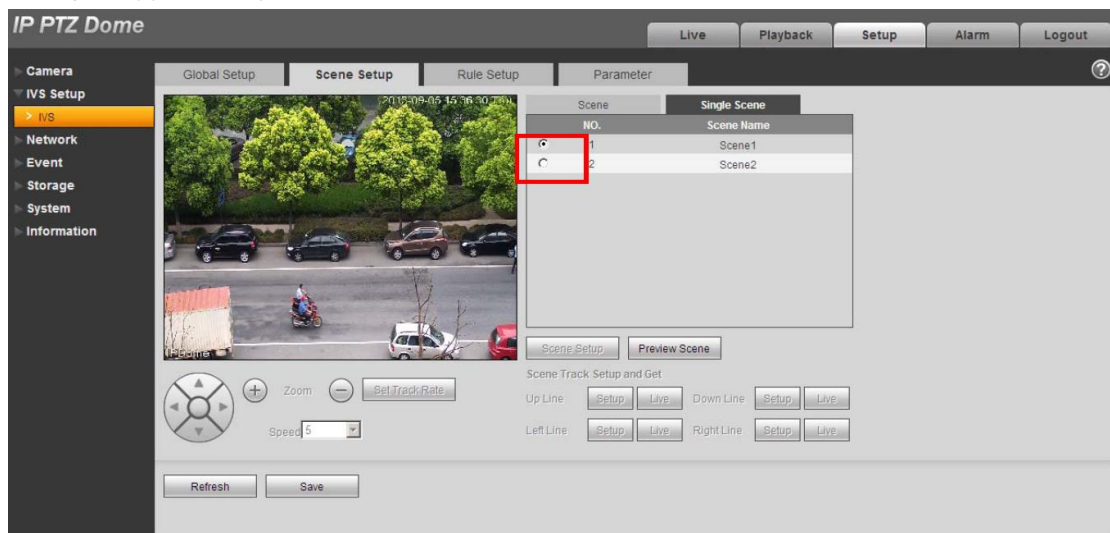 IP PTZ Dome
Live Playback Setup Alarm Logout
Camera
IVS Setup
IVS
Network
Event
Storage
System
Information
Global Setup Scene Setup Rule Setup Parameter
Scene Single Scene
NO. Scene Name
1 Scene1
2 Scene2
Scene Setup Preview Scene
Scene Track Setup and Get
Up Line Setup Live Down Line Setup Live
Left Line Setup Live Right Line Setup Live
Zoom Set Track Rate
Speed 5
Refresh Save